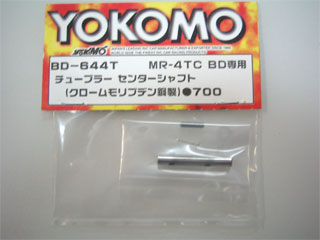 YOKOMO
YOKOMO
BD-644T MR-4TC BD専用
チューブラー センターシャフト
(クロームモリブデン鋼製)●700